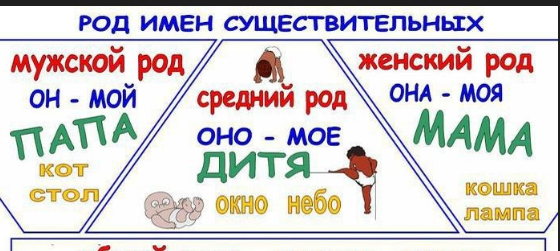 РОД ИМЕН СУЩЕСТВИТЕЛЬНЫХ
мужской род
ОН - МОЙ
ПАПА
кот
стол
средний род
ОНО - МОЕ
ДИТЯ
окно небо
женский род
ОНА - МОЯ
МАМА
кошка
лампа